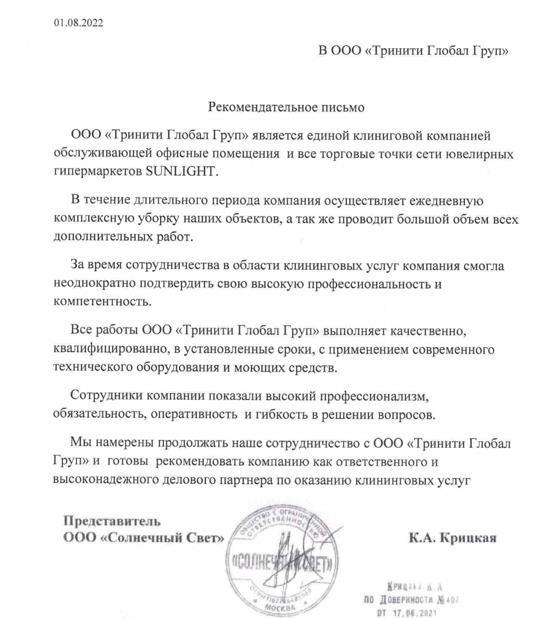 01.08.2022
В ООО «Тринити Глобал Груп»
Рекомендательное письмо
ООО «Тринити Глобал Груп» является единой клиниговой компанией
обслуживающей офисные помещения и все торговые точки сети ювелирных
гипермаркетов SUNLIGHT.
В течение длительного периода компания осуществляет ежедневную
комплексную уборку наших объектов, а так же проводит большой объем всех
дополнительных работ.
За время сотрудничества в области клининговых услуг компания смогла
неоднократно подтвердить свою высокую профессиональность и
компетентность.
Все работы ООО «Тринити Глобал Груп» выполняет качественно,
квалифицированно, в установленные сроки, с применением современного
технического оборудования и моющих средств.
Сотрудники компании показали высокий профессионализм,
обязательность, оперативность и гибкость в решении вопросов.
Мы намерены продолжать наше сотрудничество с ООО «Тринити Глобал
Груп» и готовы рекомендовать компанию как ответственного и
высоконадежного делового партнера по оказанию клининговых услуг
Представитель
ООО «Солнечный Свет»
К.А. Крицкая
ОБЩЕСТВО С ОГРАНИЧЕННОЙ
ОТВЕТСТВЕННОСТЬЮ
«СОЛНЕЧНЫЙ СВЕТ»
МОСКВА
Крицкая К А
по Доверности №407
от 17.06.2021